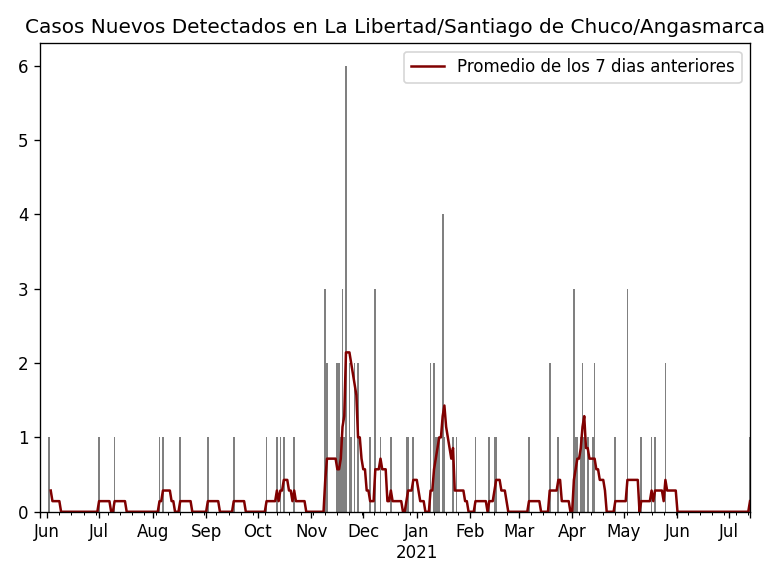 Casos Nuevos Detectados en La Libertad/Santiago de Chuco/Angasmarca
Promedio de los 7 dias anteriores
6
5
4
3
2
1
0
Jun Jul Aug Sep Oct Nov Dec Jan Feb Mar Apr May Jun Jul
2021